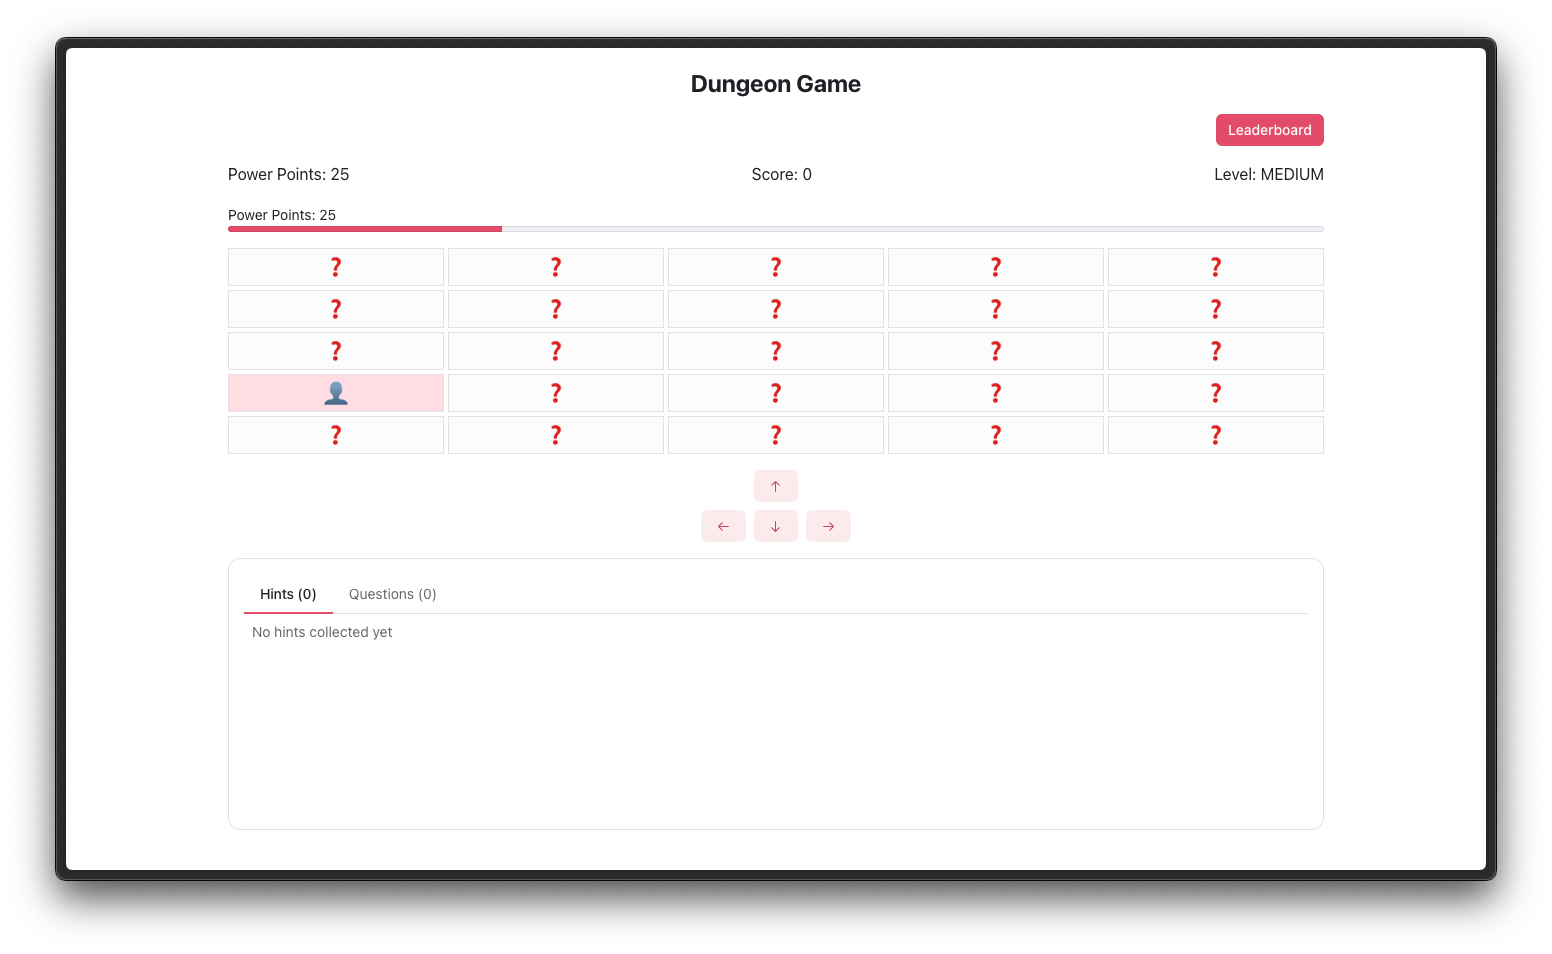 Dungeon Game
Leaderboard
Power Points: 25 Score: 0 Level: MEDIUM
Power Points: 25
❓ ❓ ❓ ❓ ❓
❓ ❓ ❓ ❓ ❓
❓ ❓ ❓ ❓ ❓
👤 ❓ ❓ ❓ ❓
❓ ❓ ❓ ❓ ❓
↑
← ↓ →
Hints (0) Questions (0)
No hints collected yet